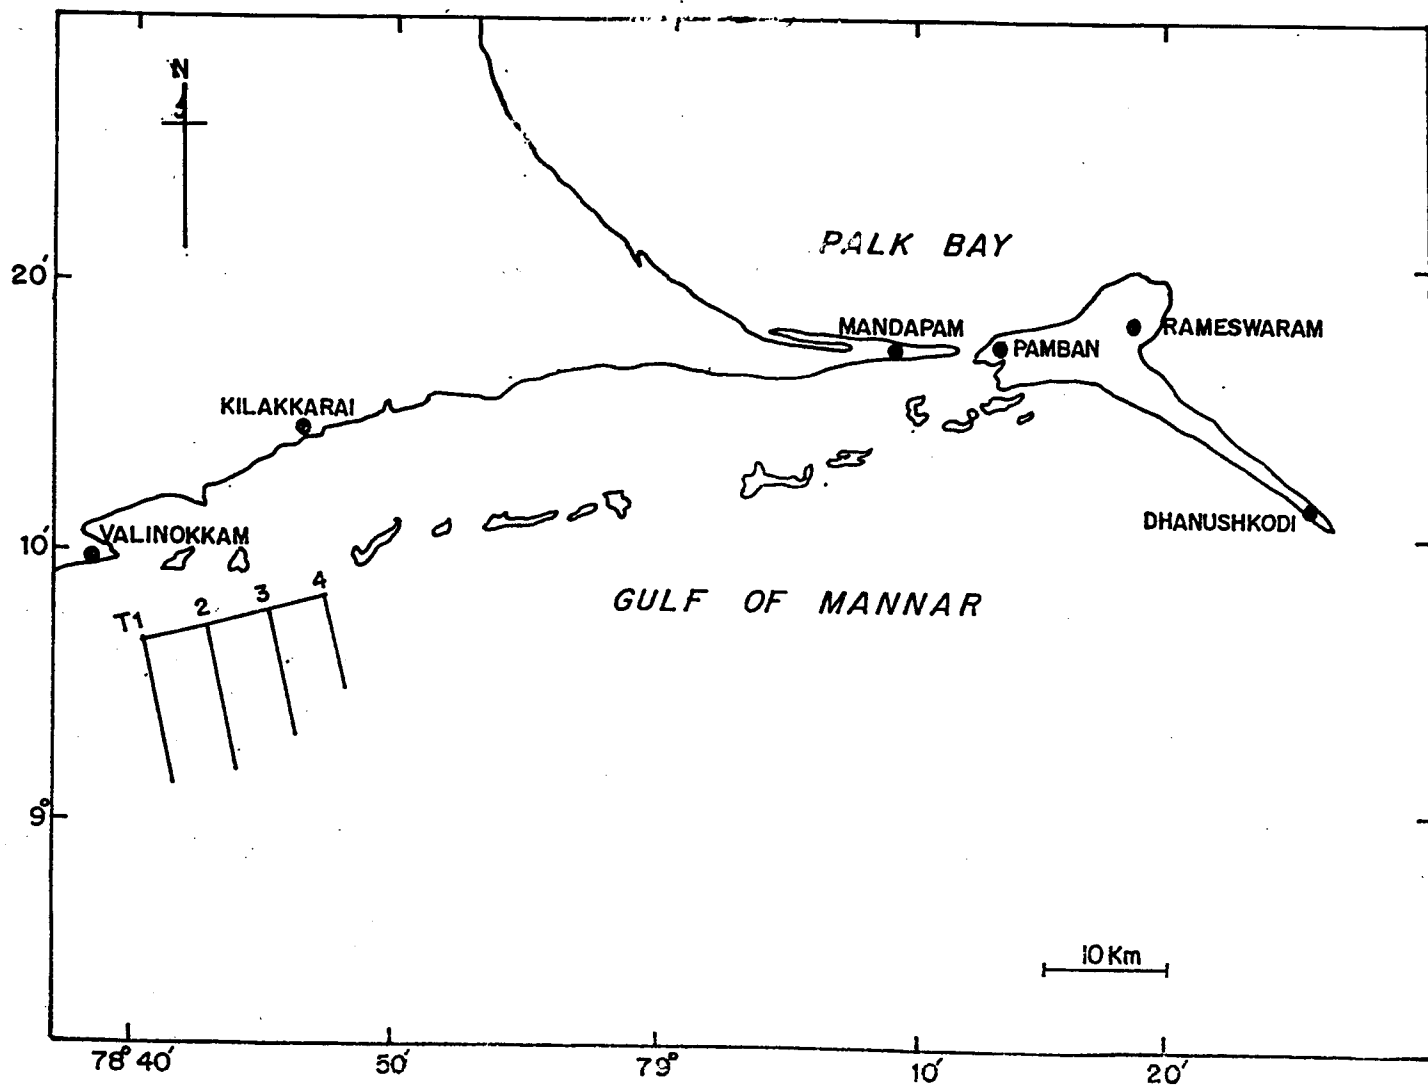 N
PALK BAY
20'
MANDAPAM
RAMESWARAM
PAMBAN
KILAKKARAI
DHANUSHKODI
VALINOKKAM
10'
GULF OF MANNAR
T1 2 3 4
9°
10 Km
78° 40' 50' 79° 10' 20'